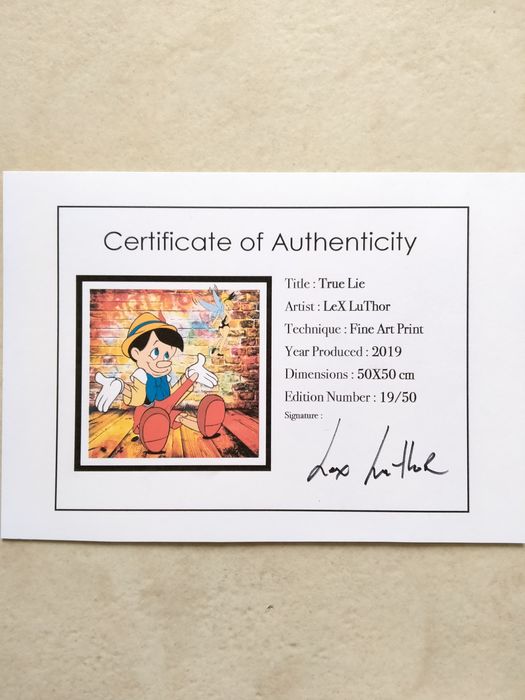 Certificate of Authenticity
Title : True Lie
Artist : LeX LuThor
Technique : Fine Art Print
Year Produced : 2019
Dimensions : 50X50 cm
Edition Number : 19/50
Signature :
Lex LuThoR